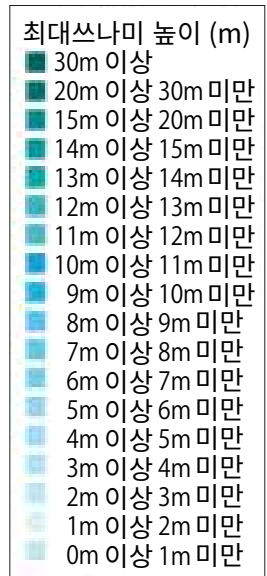 최대쓰나미 높이 (m)
30m 이상
20m 이상 30m 미만
15m 이상 20m 미만
14m 이상 15m 미만
13m 이상 14m 미만
12m 이상 13m 미만
11m 이상 12m 미만
10m 이상 11m 미만
9m 이상 10m 미만
8m 이상 9m 미만
7m 이상 8m 미만
6m 이상 7m 미만
5m 이상 6m 미만
4m 이상 5m 미만
3m 이상 4m 미만
2m 이상 3m 미만
1m 이상 2m 미만
0m 이상 1m 미만